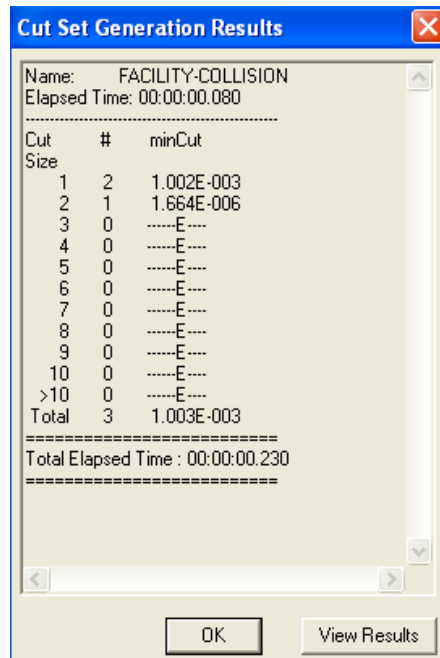 Cut Set Generation Results
Name: FACILITY-COLLISION
Elapsed Time: 00:00:00.080
------------------------------------------------
Cut # minCut
Size
1 2 1.002E-003
2 1 1.664E-006
3 0 ------E----
4 0 ------E----
5 0 ------E----
6 0 ------E----
7 0 ------E----
8 0 ------E----
9 0 ------E----
10 0 ------E----
>10 0 ------E----
Total 3 1.003E-003
==========================
Total Elapsed Time : 00:00:00.230
==========================
OK View Results